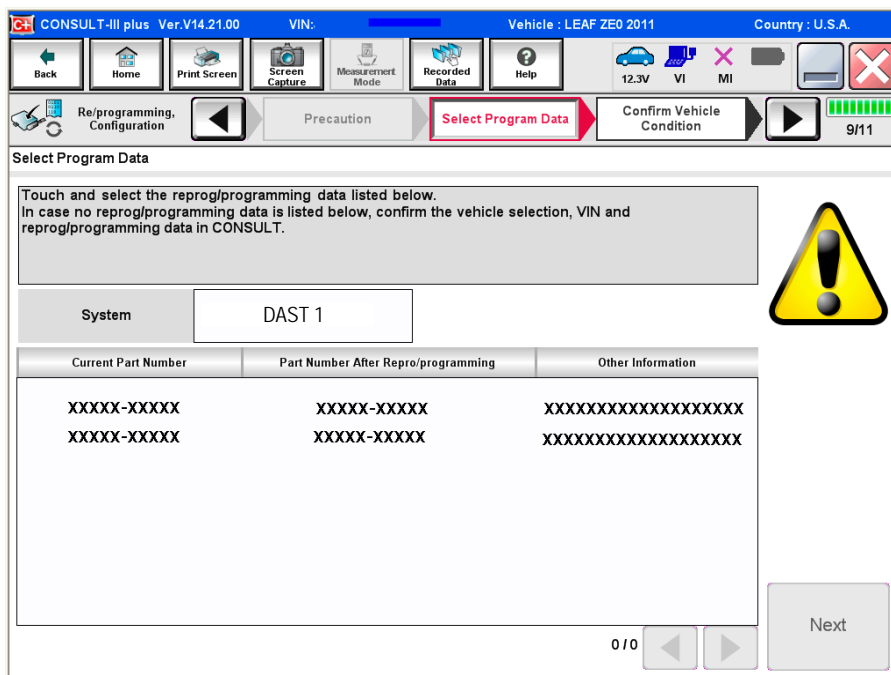 C+ CONSULT-III plus Ver.V14.21.00 VIN: Vehicle : LEAF ZE0 2011 Country : U.S.A.
Back
Home
Print Screen
Screen
Capture
Measurement
Mode
Recorded
Data
Help
12.3V
VI
MI
Re/programming,
Configuration
Precaution
Select Program Data
Confirm Vehicle
Condition
9/11
Select Program Data
Touch and select the reprog/programming data listed below.
In case no reprog/programming data is listed below, confirm the vehicle selection, VIN and
reprog/programming data in CONSULT.
System DAST 1
Current Part Number Part Number After Repro/programming Other Information
XXXXX-XXXXX XXXXX-XXXXX XXXXXXXXXXXXXXXXXXX
XXXXX-XXXXX XXXXX-XXXXX XXXXXXXXXXXXXXXXXXX
0/0
Next